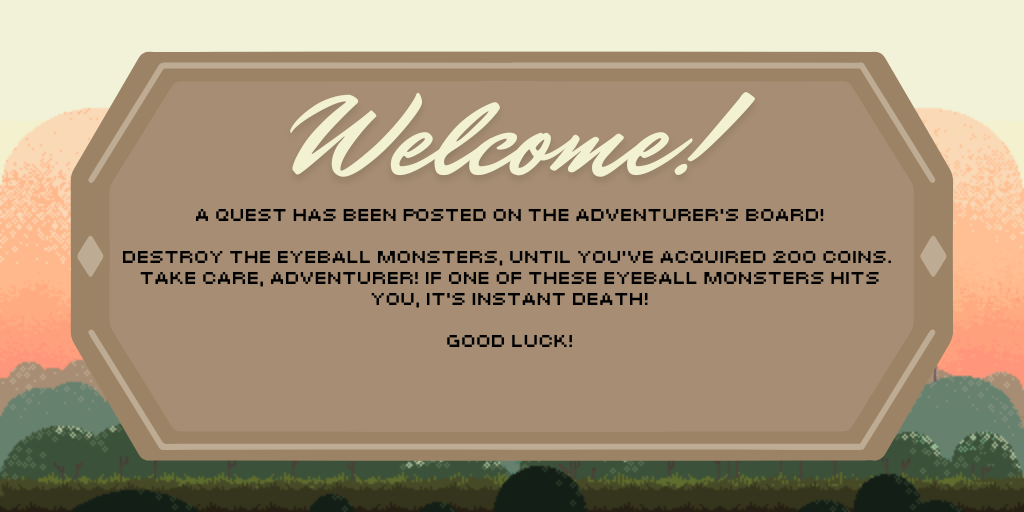 Welcome!
A QUEST HAS BEEN POSTED ON THE ADVENTURER'S BOARD!
DESTROY THE EYEBALL MONSTERS, UNTIL YOU'VE ACQUIRED 200 COINS.
TAKE CARE, ADVENTURER! IF ONE OF THESE EYEBALL MONSTERS HITS
YOU, IT'S INSTANT DEATH!
GOOD LUCK!